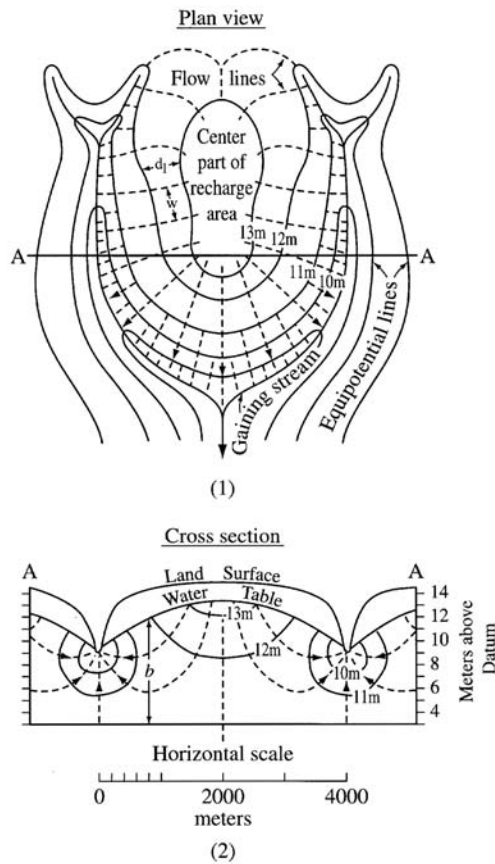 Plan view
Flow lines
Center
part of
recharge
area
d₁
w
13m
12m
A A
11m
10m
Gaining stream
Equipotential lines
(1)
Cross section
A A
Land Surface
Water Table
13m
12m
b
10m
11m
14
12
10
8
6
4
Meters above
Datum
Horizontal scale
0 2000 4000
meters
(2)